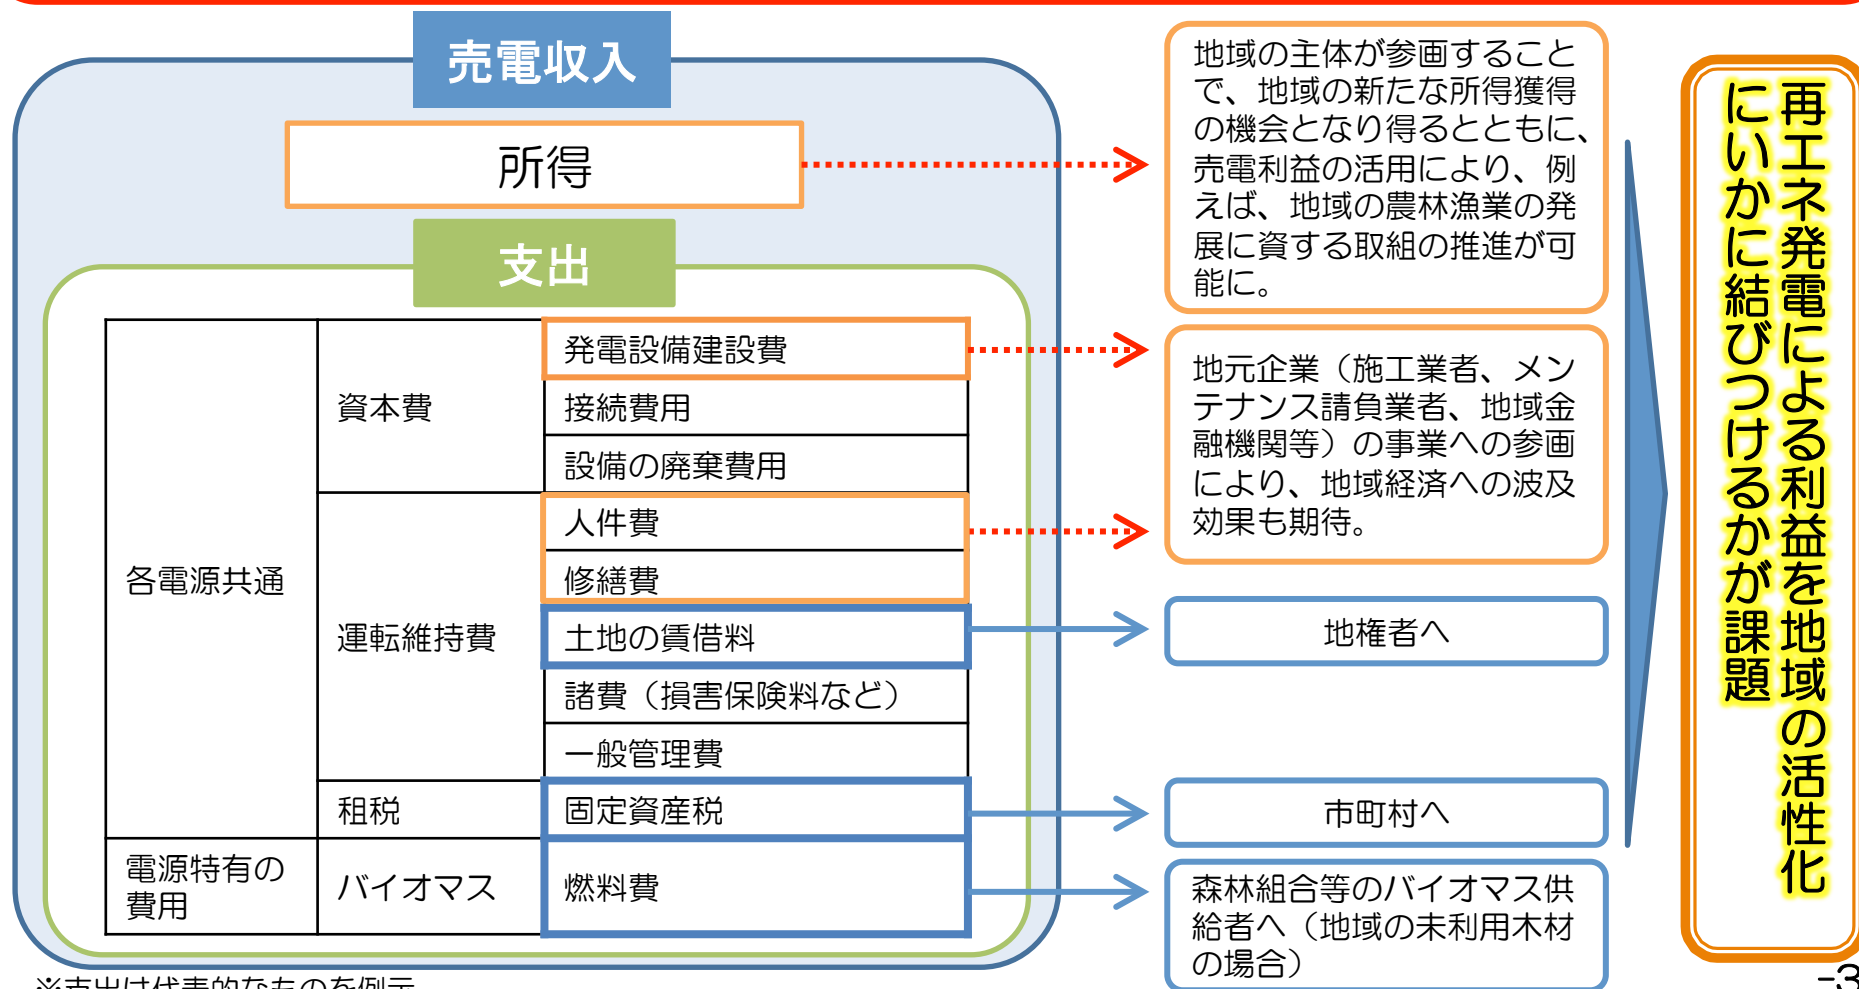 売電収入
所得
支出
各電源共通
資本費
発電設備建設費
接続費用
設備の廃棄費用
運転維持費
人件費
修繕費
土地の賃借料
諸費（損害保険料など）
一般管理費
租税
固定資産税
電源特有の
費用
バイオマス
燃料費
※支出は代表的なものを例示
地域の主体が参画すること
で、地域の新たな所得獲得
の機会となり得るとともに、
売電利益の活用により、例
えば、地域の農林漁業の発
展に資する取組の推進が可
能に。
地元企業（施工業者、メン
テナンス請負業者、地域金
融機関等）の事業への参画
により、地域経済への波及
効果も期待。
地権者へ
市町村へ
森林組合等のバイオマス供
給者へ（地域の未利用木材
の場合）
再エネ発電による利益を地域の活性化
にいかに結びつけるかが課題
-3